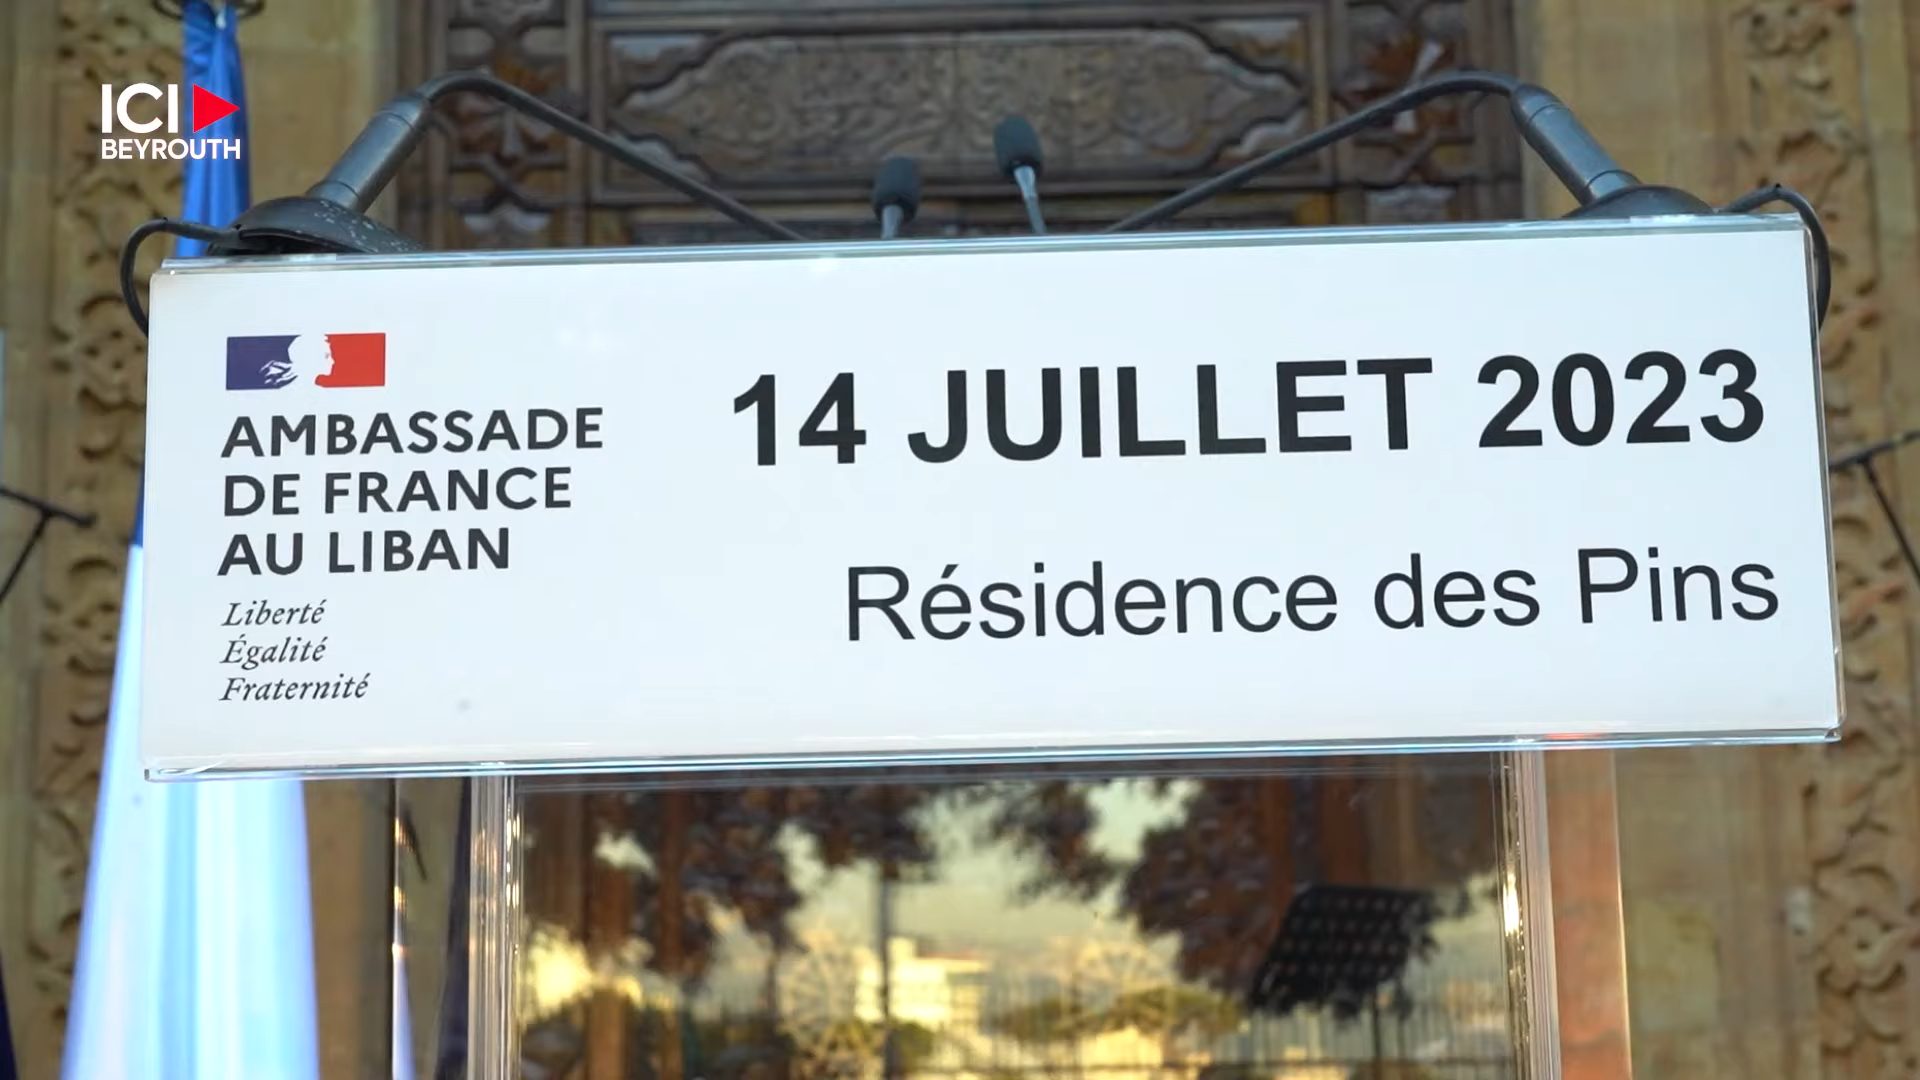 ICI
BEYROUTH
AMBASSADE
DE FRANCE
AU LIBAN
Liberté
Égalité
Fraternité
14 JUILLET 2023
Résidence des Pins